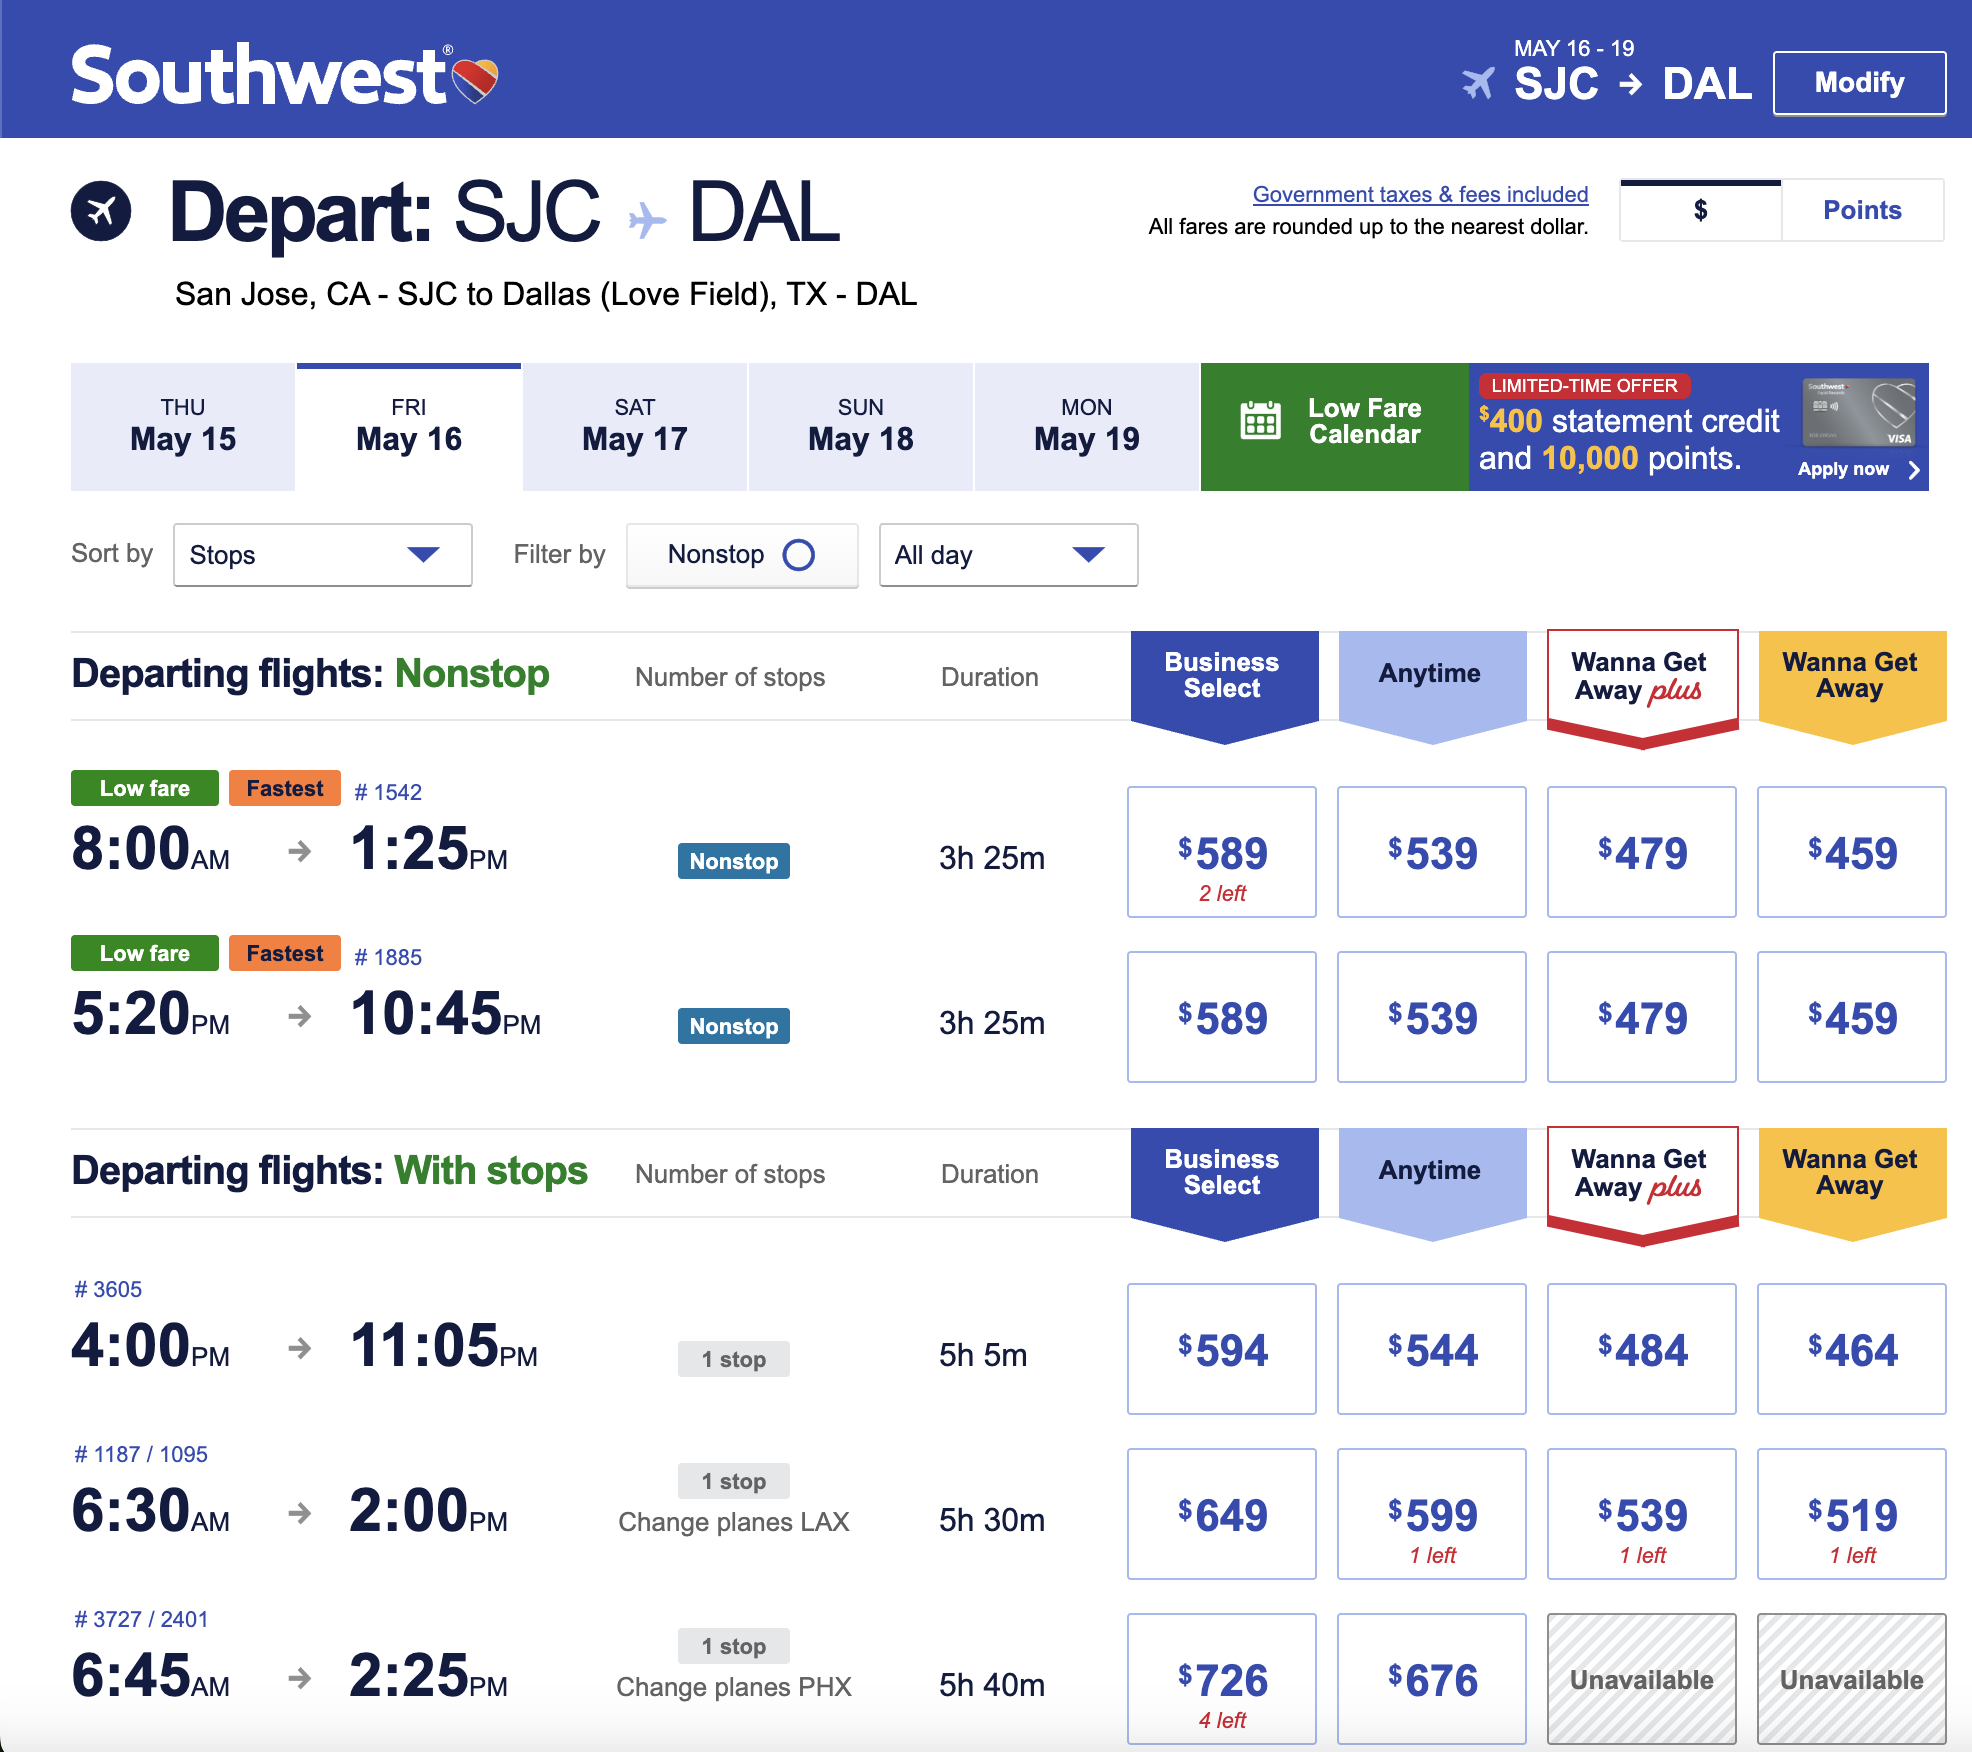 Southwest®
MAY 16 - 19
SJC → DAL
Modify
Depart: SJC DAL
San Jose, CA - SJC to Dallas (Love Field), TX - DAL
Government taxes & fees included
All fares are rounded up to the nearest dollar.
$
Points
THU
May 15
FRI
May 16
SAT
May 17
SUN
May 18
MON
May 19
Low Fare
Calendar
LIMITED-TIME OFFER
$400 statement credit
and 10,000 points.
Southwest
VISA
Apply now
Sort by
Stops
Filter by
Nonstop
All day
Departing flights: Nonstop
Number of stops
Duration
Business
Select
Anytime
Wanna Get
Away plus
Wanna Get
Away
Low fare
Fastest
# 1542
8:00AM → 1:25PM
Nonstop
3h 25m
$589
2 left
$539
$479
$459
Low fare
Fastest
# 1885
5:20PM → 10:45PM
Nonstop
3h 25m
$589
$539
$479
$459
Departing flights: With stops
Number of stops
Duration
Business
Select
Anytime
Wanna Get
Away plus
Wanna Get
Away
# 3605
4:00PM → 11:05PM
1 stop
5h 5m
$594
$544
$484
$464
# 1187 / 1095
6:30AM → 2:00PM
1 stop
Change planes LAX
5h 30m
$649
$599
1 left
$539
1 left
$519
1 left
# 3727 / 2401
6:45AM → 2:25PM
1 stop
Change planes PHX
5h 40m
$726
4 left
$676
Unavailable
Unavailable